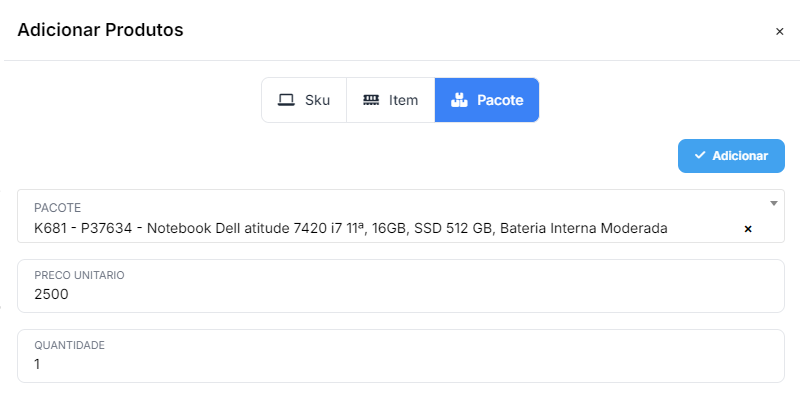 Adicionar Produtos
×
Sku Item Pacote
Adicionar
PACOTE
K681 - P37634 - Notebook Dell atitude 7420 i7 11ª, 16GB, SSD 512 GB, Bateria Interna Moderada ×
PRECO UNITARIO
2500
QUANTIDADE
1